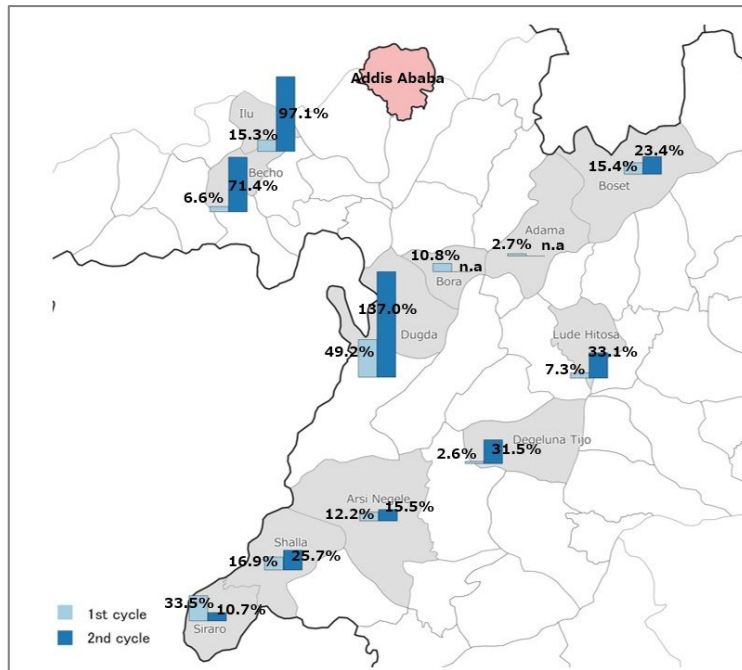 Addis Ababa
Ilu
97.1%
15.3%
Becho
71.4%
6.6%
23.4%
15.4%
Boset
Adama
2.7% n.a
10.8%
n.a
Bora
137.0%
Dugda
49.2%
Lude Hitosa
33.1%
7.3%
Degeluna Tijo
31.5%
2.6%
Arsi Negele
15.5%
12.2%
Shalla
25.7%
16.9%
33.5%
10.7%
Siraro
1st cycle
2nd cycle